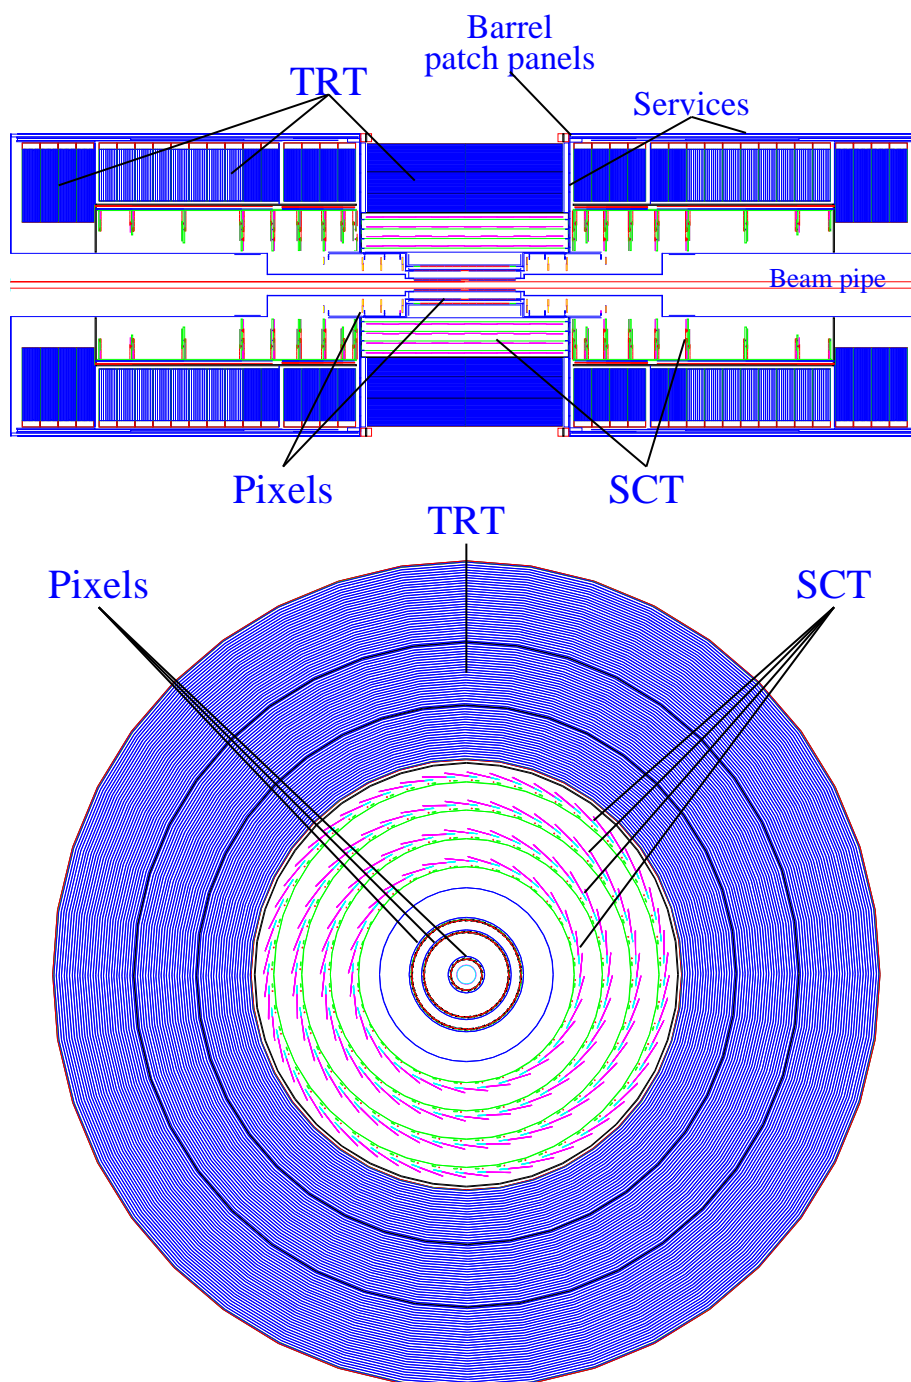 Barrel
patch panels
TRT
Services
Beam pipe
Pixels
SCT
TRT
Pixels
SCT